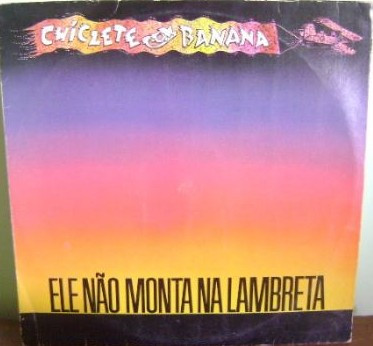 CHICLETE COM BANANA
ELE NÃO MONTA NA LAMBRETA